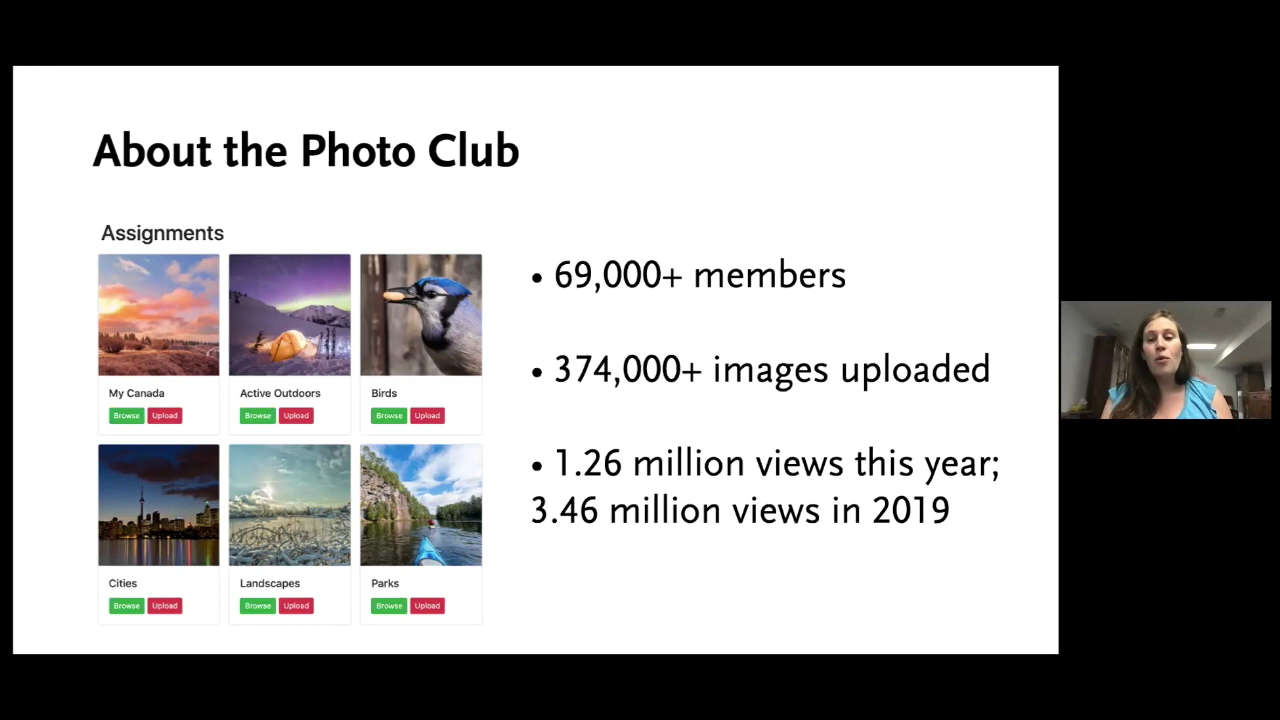 About the Photo Club
Assignments
My Canada
Browse Upload
Active Outdoors
Browse Upload
Birds
Browse Upload
Cities
Browse Upload
Landscapes
Browse Upload
Parks
Browse Upload
• 69,000+ members
• 374,000+ images uploaded
• 1.26 million views this year;
3.46 million views in 2019